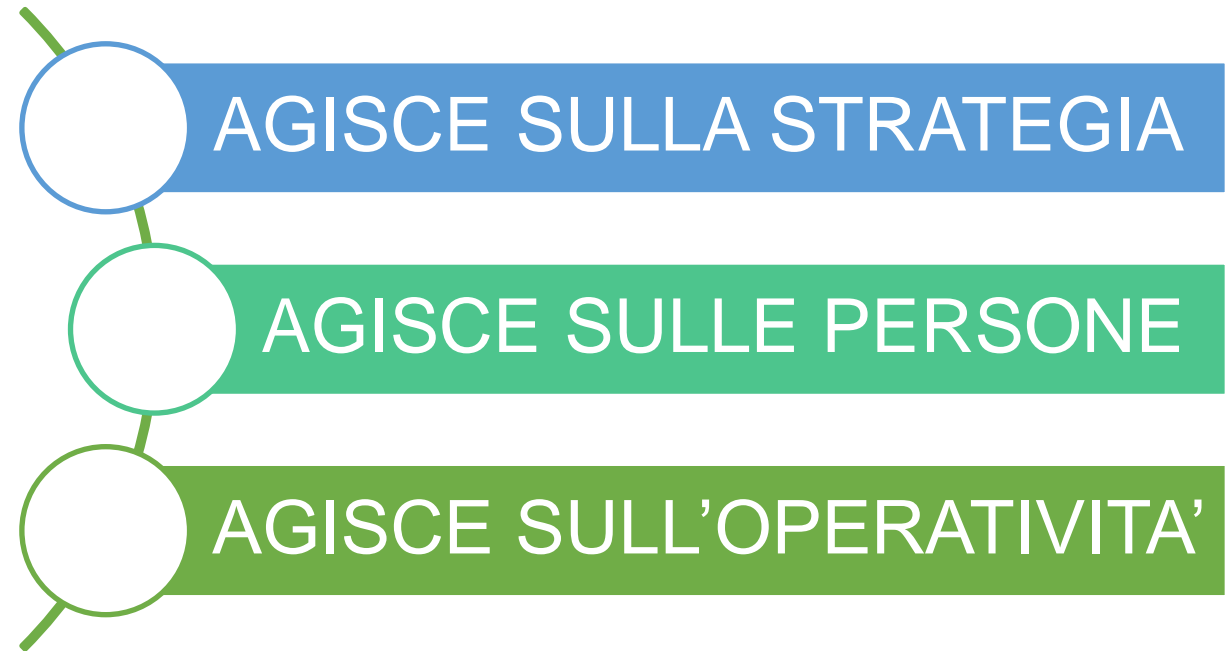 AGISCE SULLA STRATEGIA
AGISCE SULLE PERSONE
AGISCE SULL’OPERATIVITA’